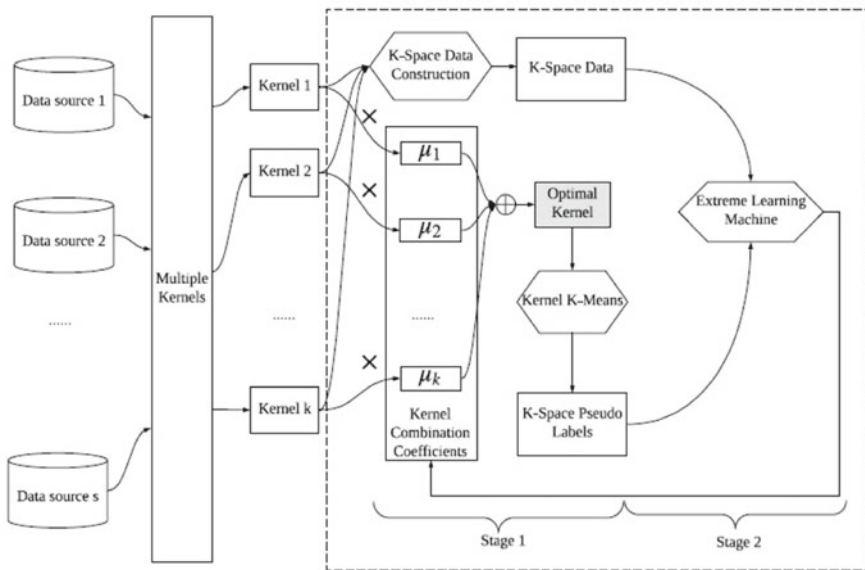 Data source 1
Data source 2
......
Data source s
Multiple
Kernels
Kernel 1
Kernel 2
......
Kernel k
K-Space Data
Construction
K-Space Data
×
×
×
μ1
μ2
......
μk
Kernel
Combination
Coefficients
Optimal
Kernel
Kernel K-Means
K-Space Pseudo
Labels
Extreme Learning
Machine
Stage 1
Stage 2